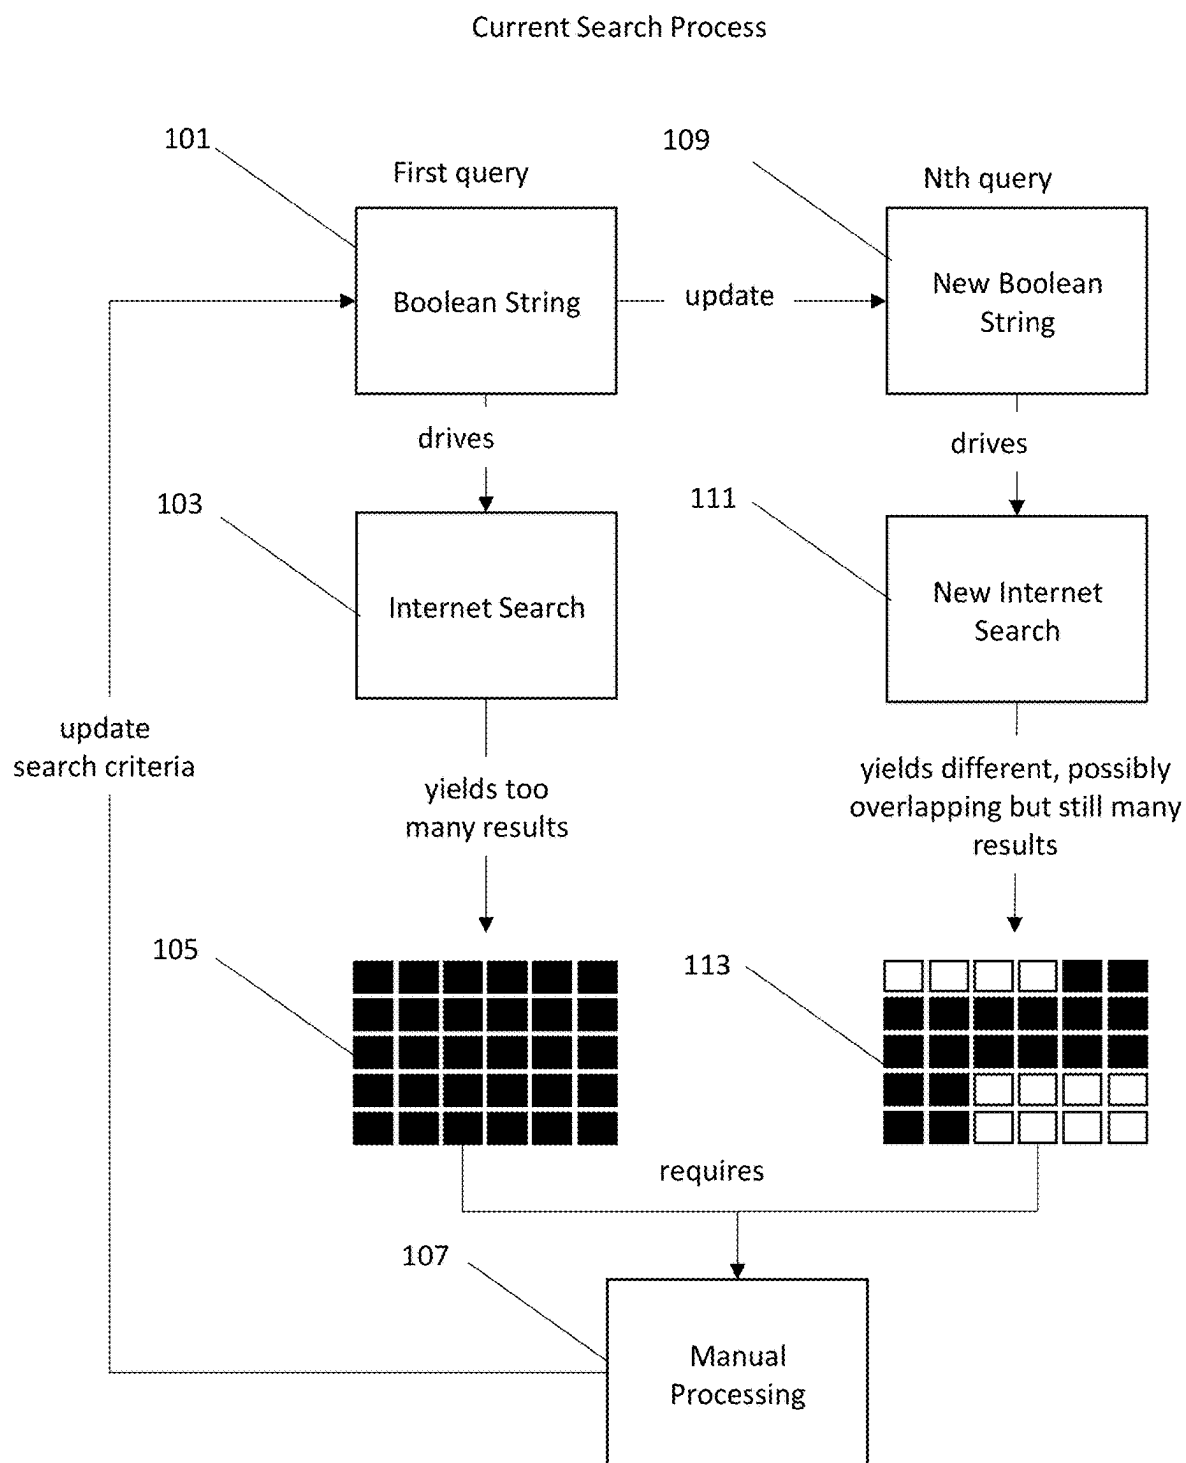 Current Search Process
101
109
First query
Nth query
Boolean String
update
New Boolean
String
drives
drives
103
111
Internet Search
New Internet
Search
update
search criteria
yields too
many results
yields different, possibly
overlapping but still many
results
105
113
requires
107
Manual
Processing